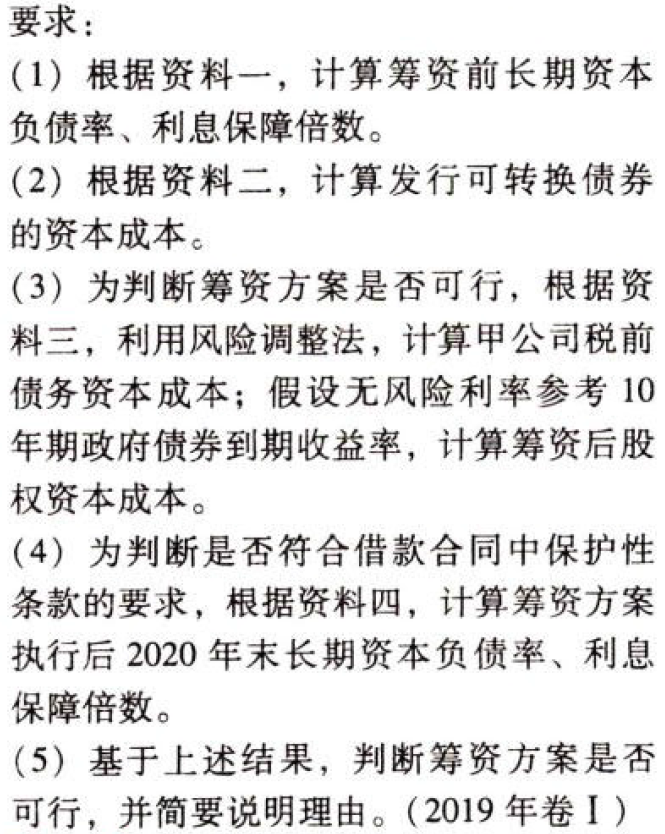 要求：
（1）根据资料一，计算筹资前长期资本
负债率、利息保障倍数。
（2）根据资料二，计算发行可转换债券
的资本成本。
（3）为判断筹资方案是否可行，根据资
料三，利用风险调整法，计算甲公司税前
债务资本成本；假设无风险利率参考 10
年期政府债券到期收益率，计算筹资后股
权资本成本。
（4）为判断是否符合借款合同中保护性
条款的要求，根据资料四，计算筹资方案
执行后 2020 年末长期资本负债率、利息
保障倍数。
（5）基于上述结果，判断筹资方案是否
可行，并简要说明理由。（2019 年卷Ⅰ）